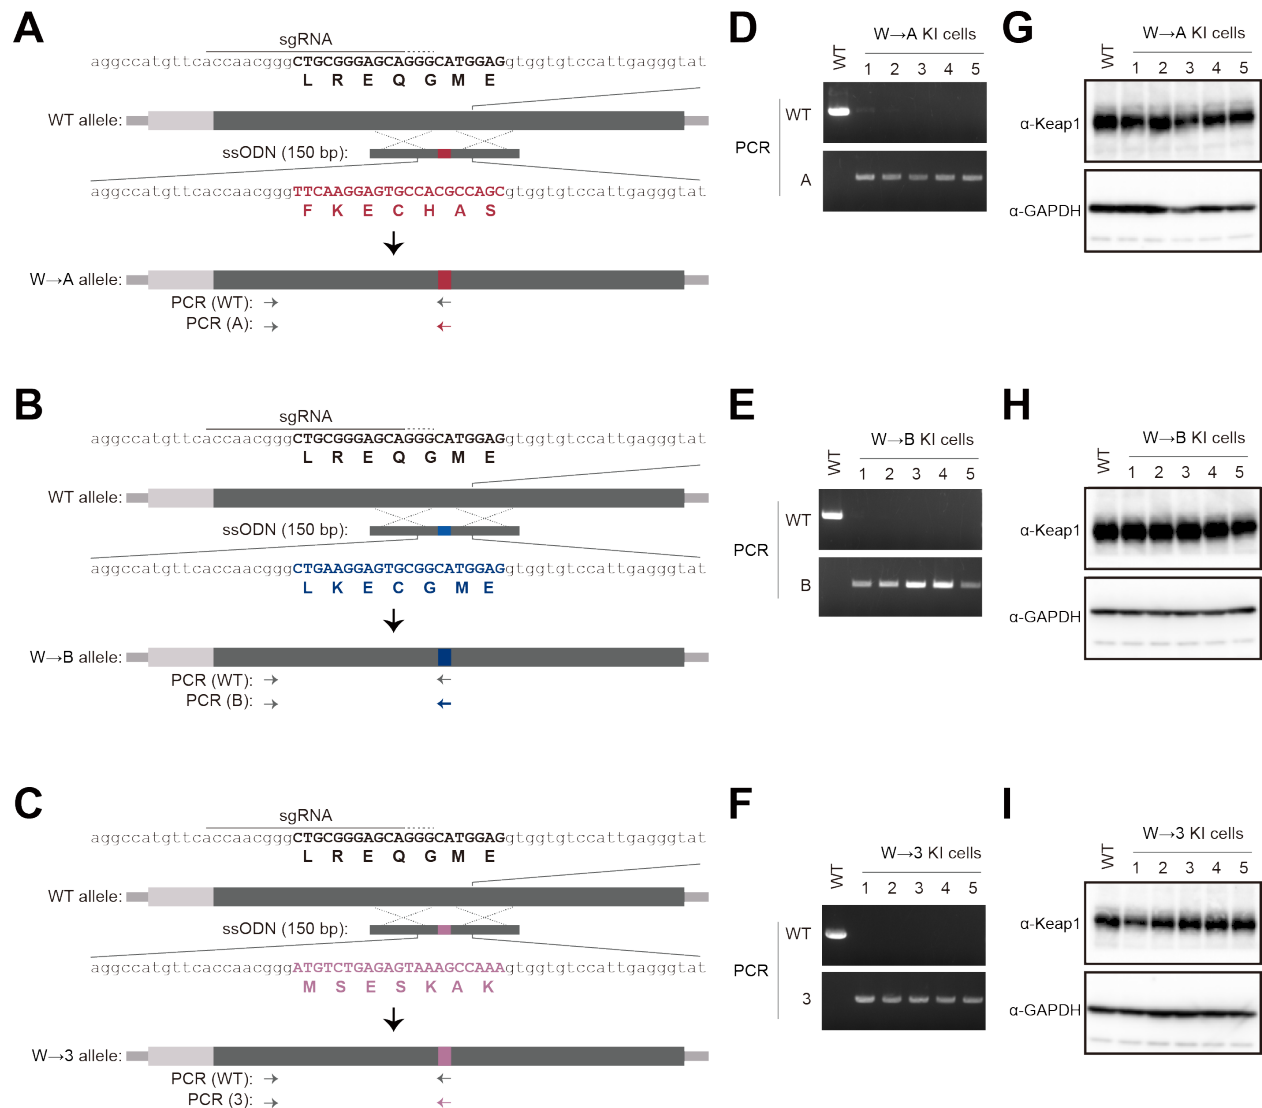 A
sgRNA
aggccatgttcaccaacgggCTGCGGGAGCAGGGCATGGAGgtggtgtccattgagggtat
L R E Q G M E
WT allele:
ssODN (150 bp):
aggccatgttcaccaacgggTTCAAGGAGTGCCACGCCAGCgtggtgtccattgagggtat
F K E C H A S
W→A allele:
PCR (WT):
PCR (A):
B
sgRNA
aggccatgttcaccaacgggCTGCGGGAGCAGGGCATGGAGgtggtgtccattgagggtat
L R E Q G M E
WT allele:
ssODN (150 bp):
aggccatgttcaccaacgggCTGAAGGAGTGCGGCATGGAGgtggtgtccattgagggtat
L K E C G M E
W→B allele:
PCR (WT):
PCR (B):
C
sgRNA
aggccatgttcaccaacgggCTGCGGGAGCAGGGCATGGAGgtggtgtccattgagggtat
L R E Q G M E
WT allele:
ssODN (150 bp):
aggccatgttcaccaacgggATGTCTGAGAGTAAAGCCAAAgtggtgtccattgagggtat
M S E S K A K
W→3 allele:
PCR (WT):
PCR (3):
D
W→A KI cells
WT 1 2 3 4 5
PCR
WT
A
E
W→B KI cells
WT 1 2 3 4 5
PCR
WT
B
F
W→3 KI cells
WT 1 2 3 4 5
PCR
WT
3
G
W→A KI cells
WT 1 2 3 4 5
α-Keap1
α-GAPDH
H
W→B KI cells
WT 1 2 3 4 5
α-Keap1
α-GAPDH
I
W→3 KI cells
WT 1 2 3 4 5
α-Keap1
α-GAPDH